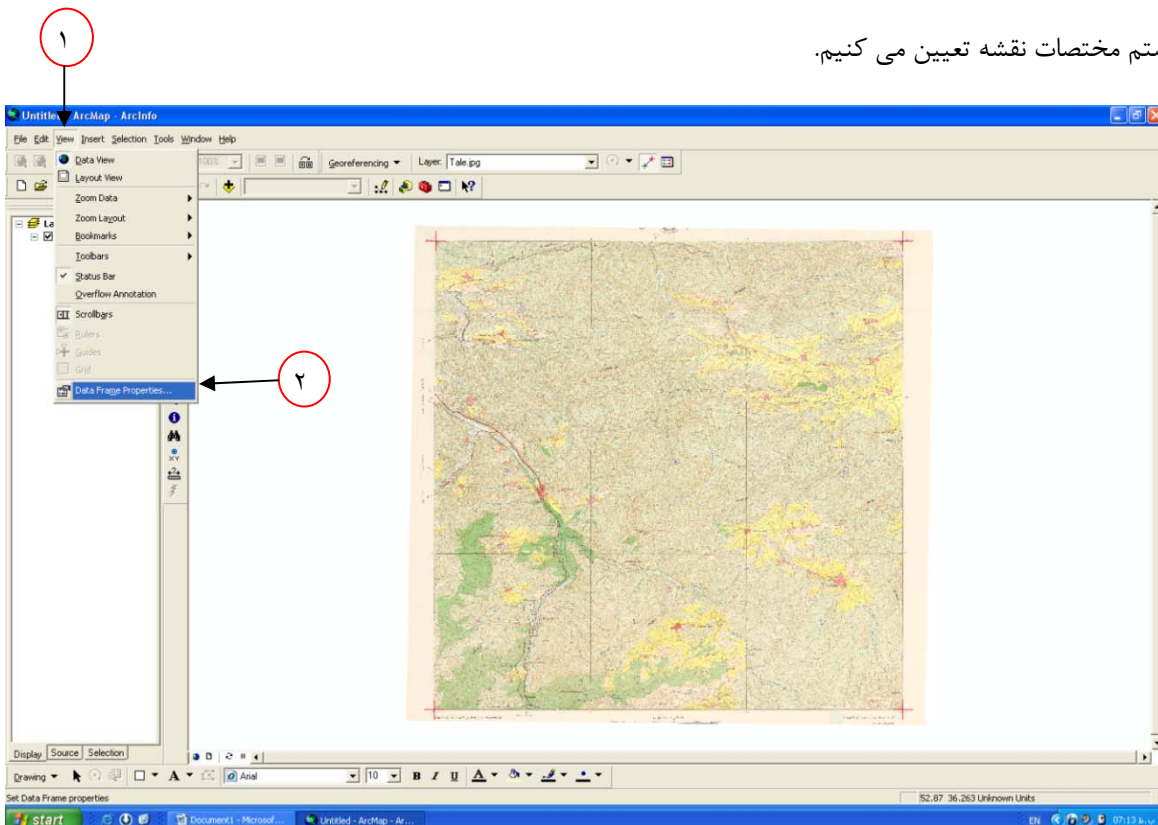 ۱
ستم مختصات نقشه تعیین می کنیم.
Untitled - ArcMap - ArcInfo
File Edit View Insert Selection Tools Window Help
100% Georeferencing Layer: Tale.jpg
Data View
Layout View
Zoom Data
Zoom Layout
Bookmarks
Toolbars
Status Bar
Overflow Annotation
Scrollbars
Rulers
Guides
Grid
Data Frame Properties...
۲
La
XY
Display Source Selection
Drawing A Arial 10 B I U A
Set Data Frame properties
52.87 36.263 Unknown Units
start Document1 - Microsof... Untitled - ArcMap - Ar... EN 07:13 ب.ظ